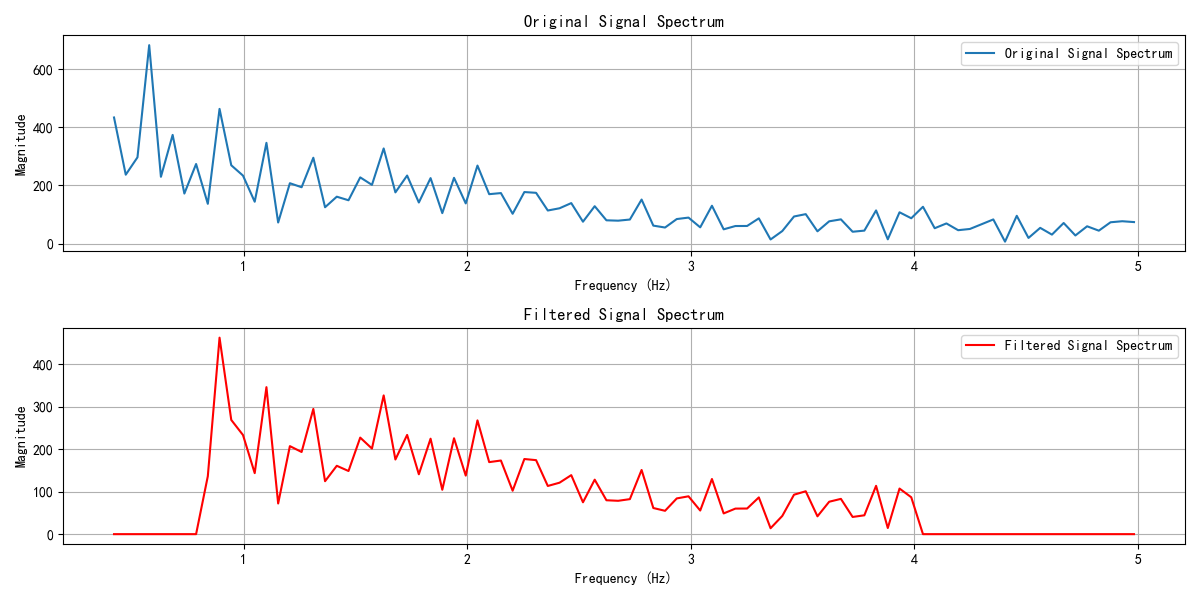 Original Signal Spectrum
Original Signal Spectrum
Magnitude
600
400
200
0
1 2 3 4 5
Frequency (Hz)
Filtered Signal Spectrum
Filtered Signal Spectrum
Magnitude
400
300
200
100
0
1 2 3 4 5
Frequency (Hz)